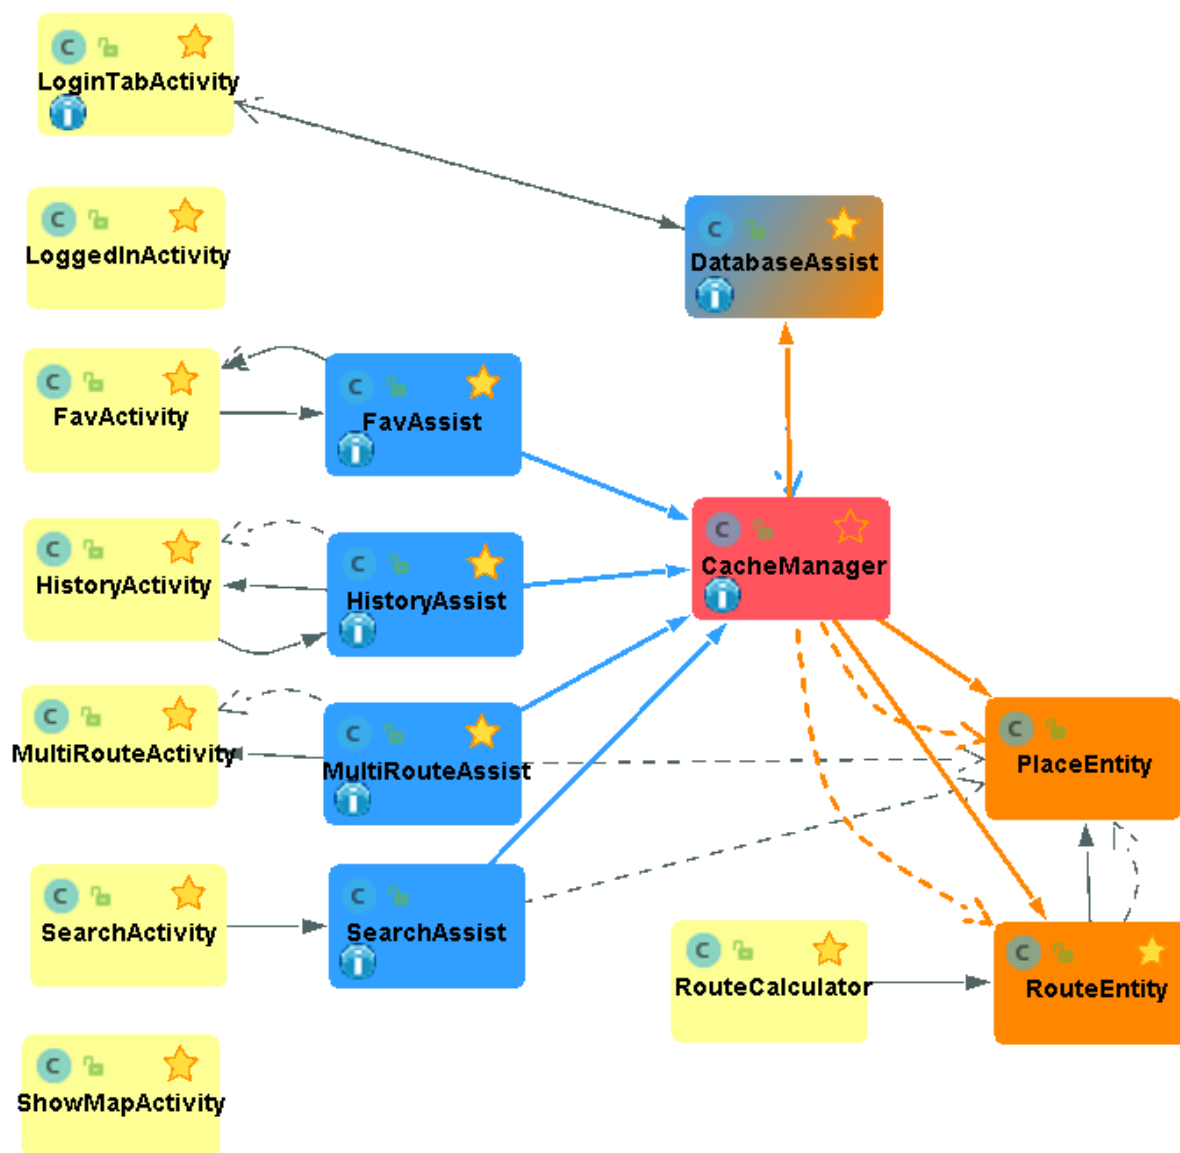 C
LoginTabActivity
i
C
LoggedInActivity
C
DatabaseAssist
i
C
FavActivity
C
FavAssist
i
C
HistoryActivity
C
HistoryAssist
i
C
CacheManager
i
C
MultiRouteActivity
C
MultiRouteAssist
i
C
PlaceEntity
C
SearchActivity
C
SearchAssist
i
C
RouteCalculator
C
RouteEntity
C
ShowMapActivity